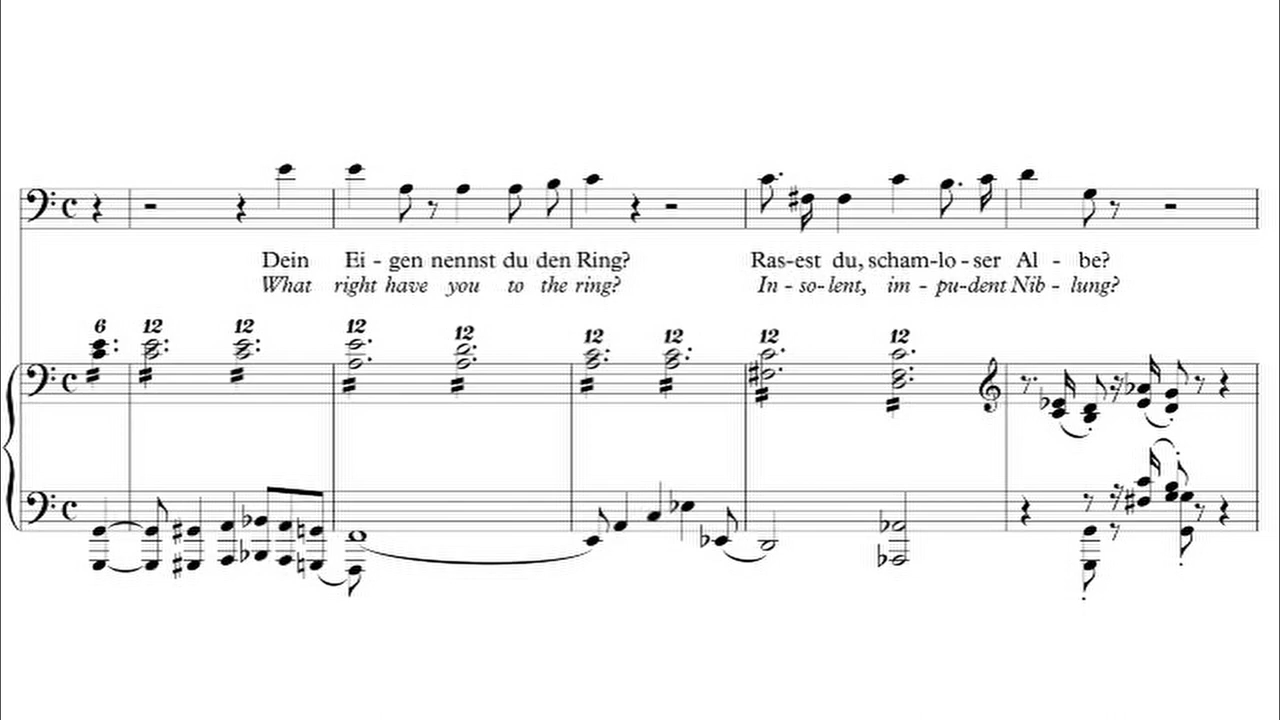 Dein Ei - gen nennst du den Ring? Ras-est du, scham-lo-ser Al - be?
What right have you to the ring? In-so-lent, im - pu-dent Nib - lung?
6 12 12 12 12 12 12 12 12